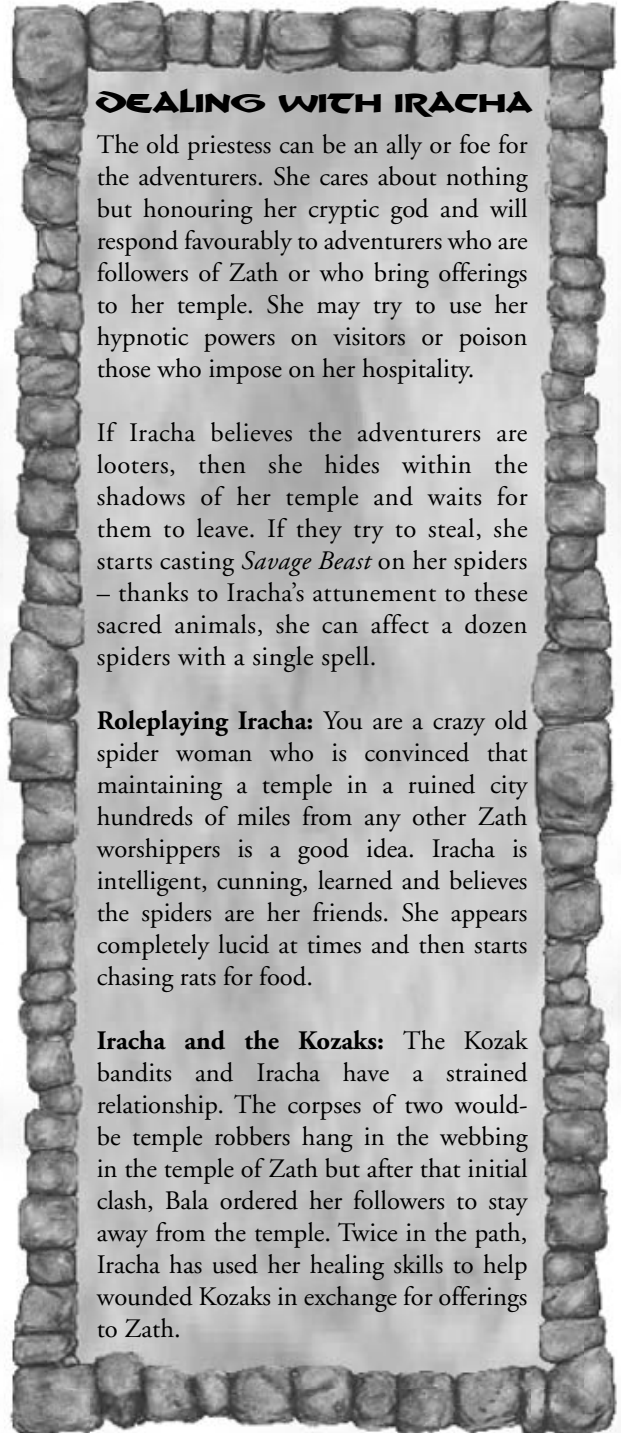 DEALING WITH IRACHA
The old priestess can be an ally or foe for
the adventurers. She cares about nothing
but honouring her cryptic god and will
respond favourably to adventurers who are
followers of Zath or who bring offerings
to her temple. She may try to use her
hypnotic powers on visitors or poison
those who impose on her hospitality.
If Iracha believes the adventurers are
looters, then she hides within the
shadows of her temple and waits for
them to leave. If they try to steal, she
starts casting Savage Beast on her spiders
– thanks to Iracha's attunement to these
sacred animals, she can affect a dozen
spiders with a single spell.
Roleplaying Iracha: You are a crazy old
spider woman who is convinced that
maintaining a temple in a ruined city
hundreds of miles from any other Zath
worshippers is a good idea. Iracha is
intelligent, cunning, learned and believes
the spiders are her friends. She appears
completely lucid at times and then starts
chasing rats for food.
Iracha and the Kozaks: The Kozak
bandits and Iracha have a strained
relationship. The corpses of two would-
be temple robbers hang in the webbing
in the temple of Zath but after that initial
clash, Bala ordered her followers to stay
away from the temple. Twice in the path,
Iracha has used her healing skills to help
wounded Kozaks in exchange for offerings
to Zath.